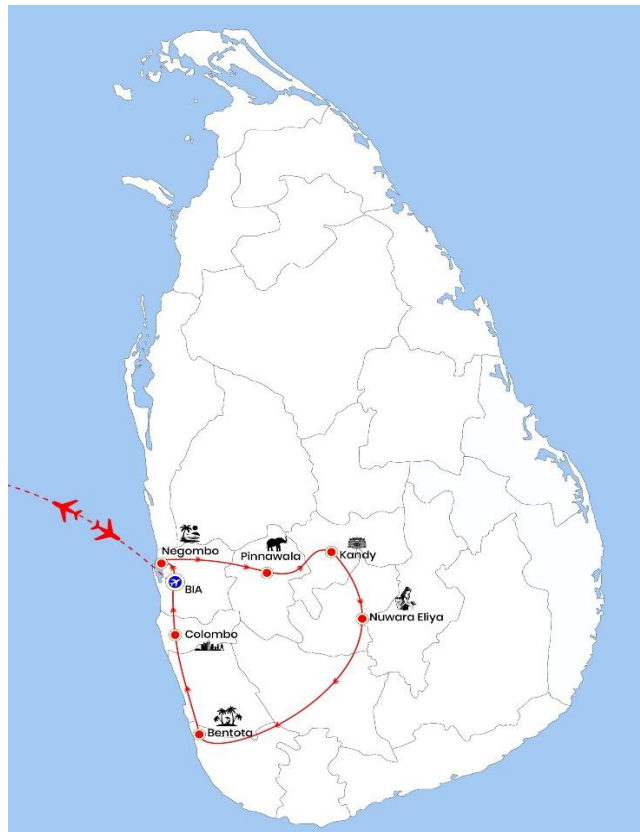 Negombo
Pinnawala
Kandy
BIA
Nuwara Eliya
Colombo
Bentota